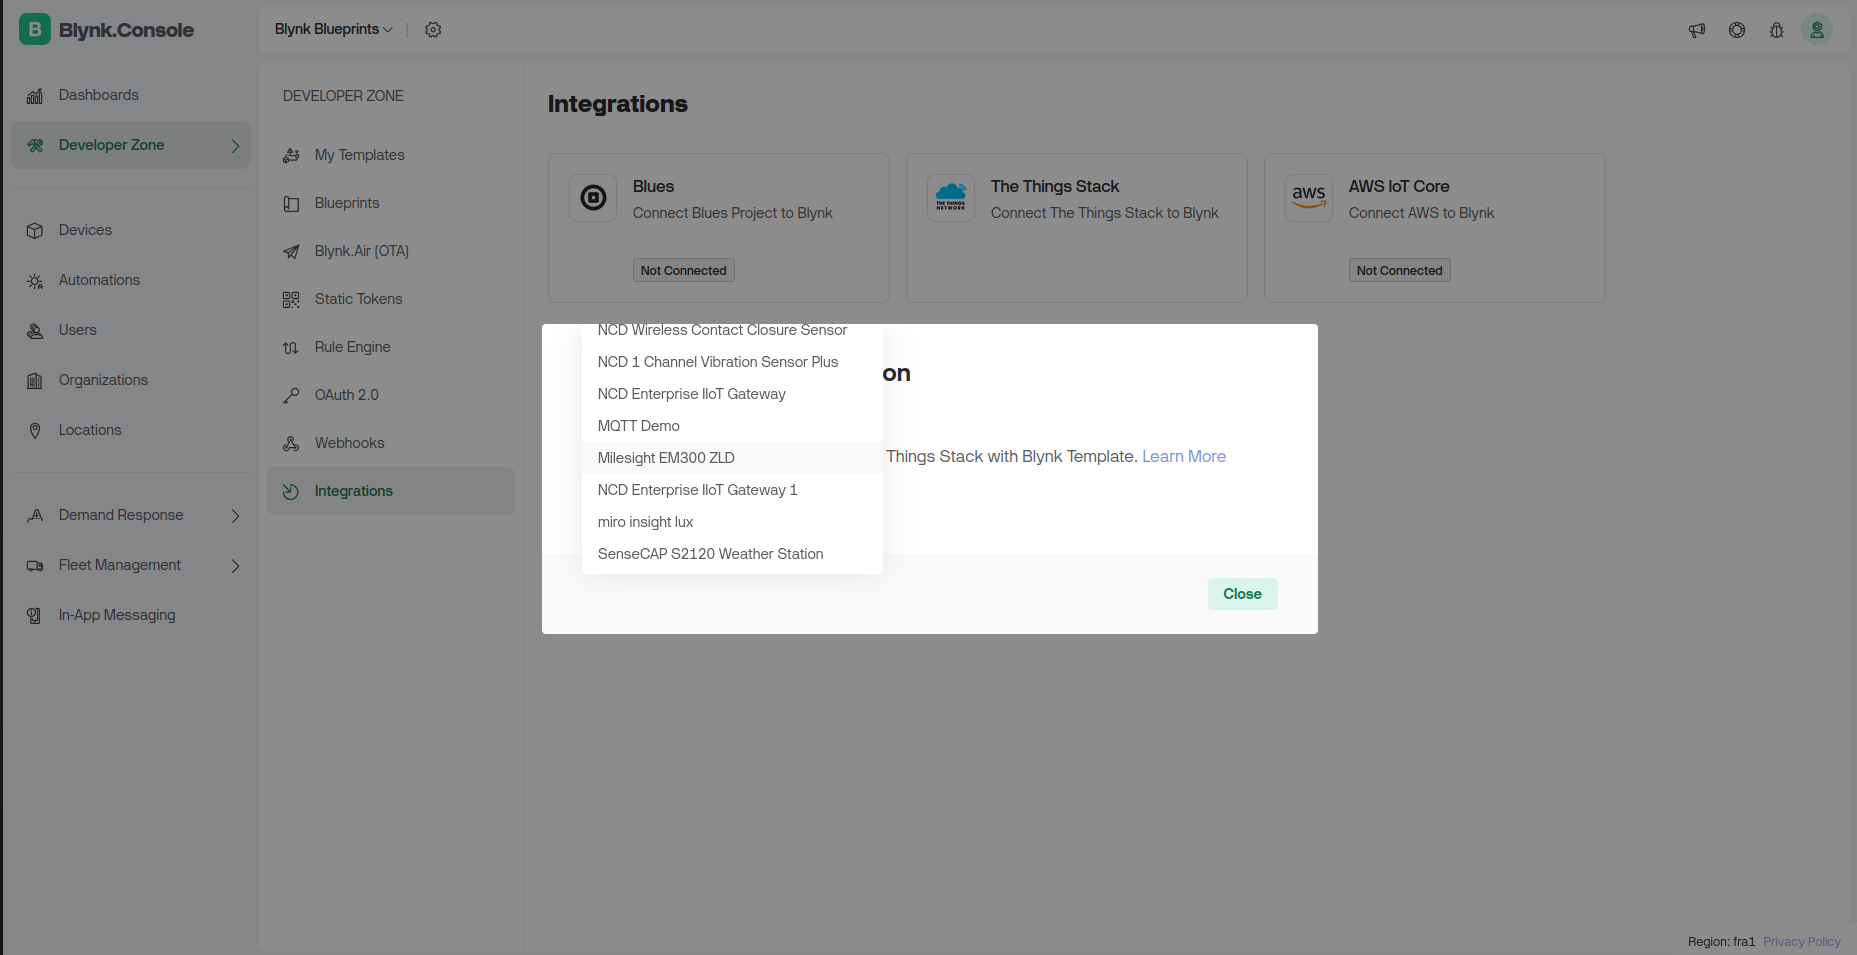 B Blynk.Console
Blynk Blueprints
Dashboards
Developer Zone
Devices
Automations
Users
Organizations
Locations
Demand Response
Fleet Management
In-App Messaging
DEVELOPER ZONE
My Templates
Blueprints
Blynk.Air (OTA)
Static Tokens
Rule Engine
OAuth 2.0
Webhooks
Integrations
Integrations
Blues
Connect Blues Project to Blynk
Not Connected
THE THINGS
NETWORK
The Things Stack
Connect The Things Stack to Blynk
aws
AWS IoT Core
Connect AWS to Blynk
Not Connected
NCD Wireless Contact Closure Sensor
NCD 1 Channel Vibration Sensor Plus
NCD Enterprise IIoT Gateway
MQTT Demo
Milesight EM300 ZLD
NCD Enterprise IIoT Gateway 1
miro insight lux
SenseCAP S2120 Weather Station
on
Things Stack with Blynk Template. Learn More
Close
Region: fra1 Privacy Policy